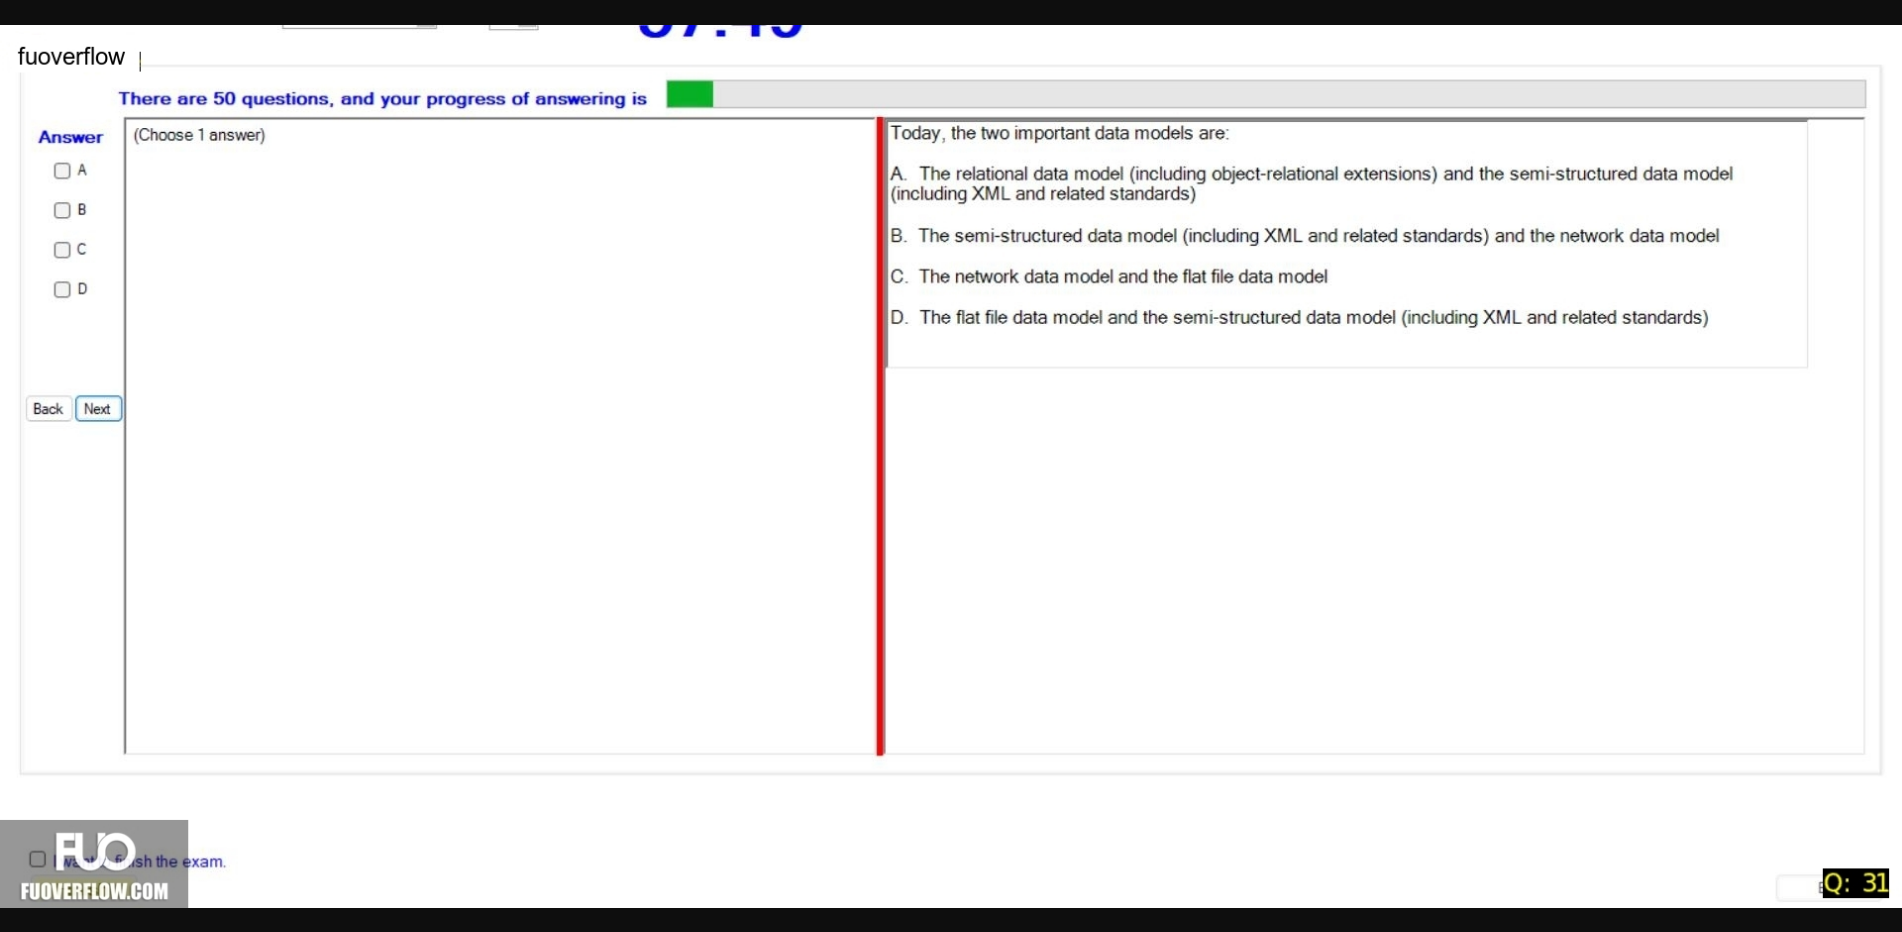 fuoverflow
There are 50 questions, and your progress of answering is
Answer
A
B
C
D
Back Next
(Choose 1 answer)
Today, the two important data models are:
A. The relational data model (including object-relational extensions) and the semi-structured data model
(including XML and related standards)
B. The semi-structured data model (including XML and related standards) and the network data model
C. The network data model and the flat file data model
D. The flat file data model and the semi-structured data model (including XML and related standards)
FUO
the exam.
FUOVERFLOW.COM
Q: 31